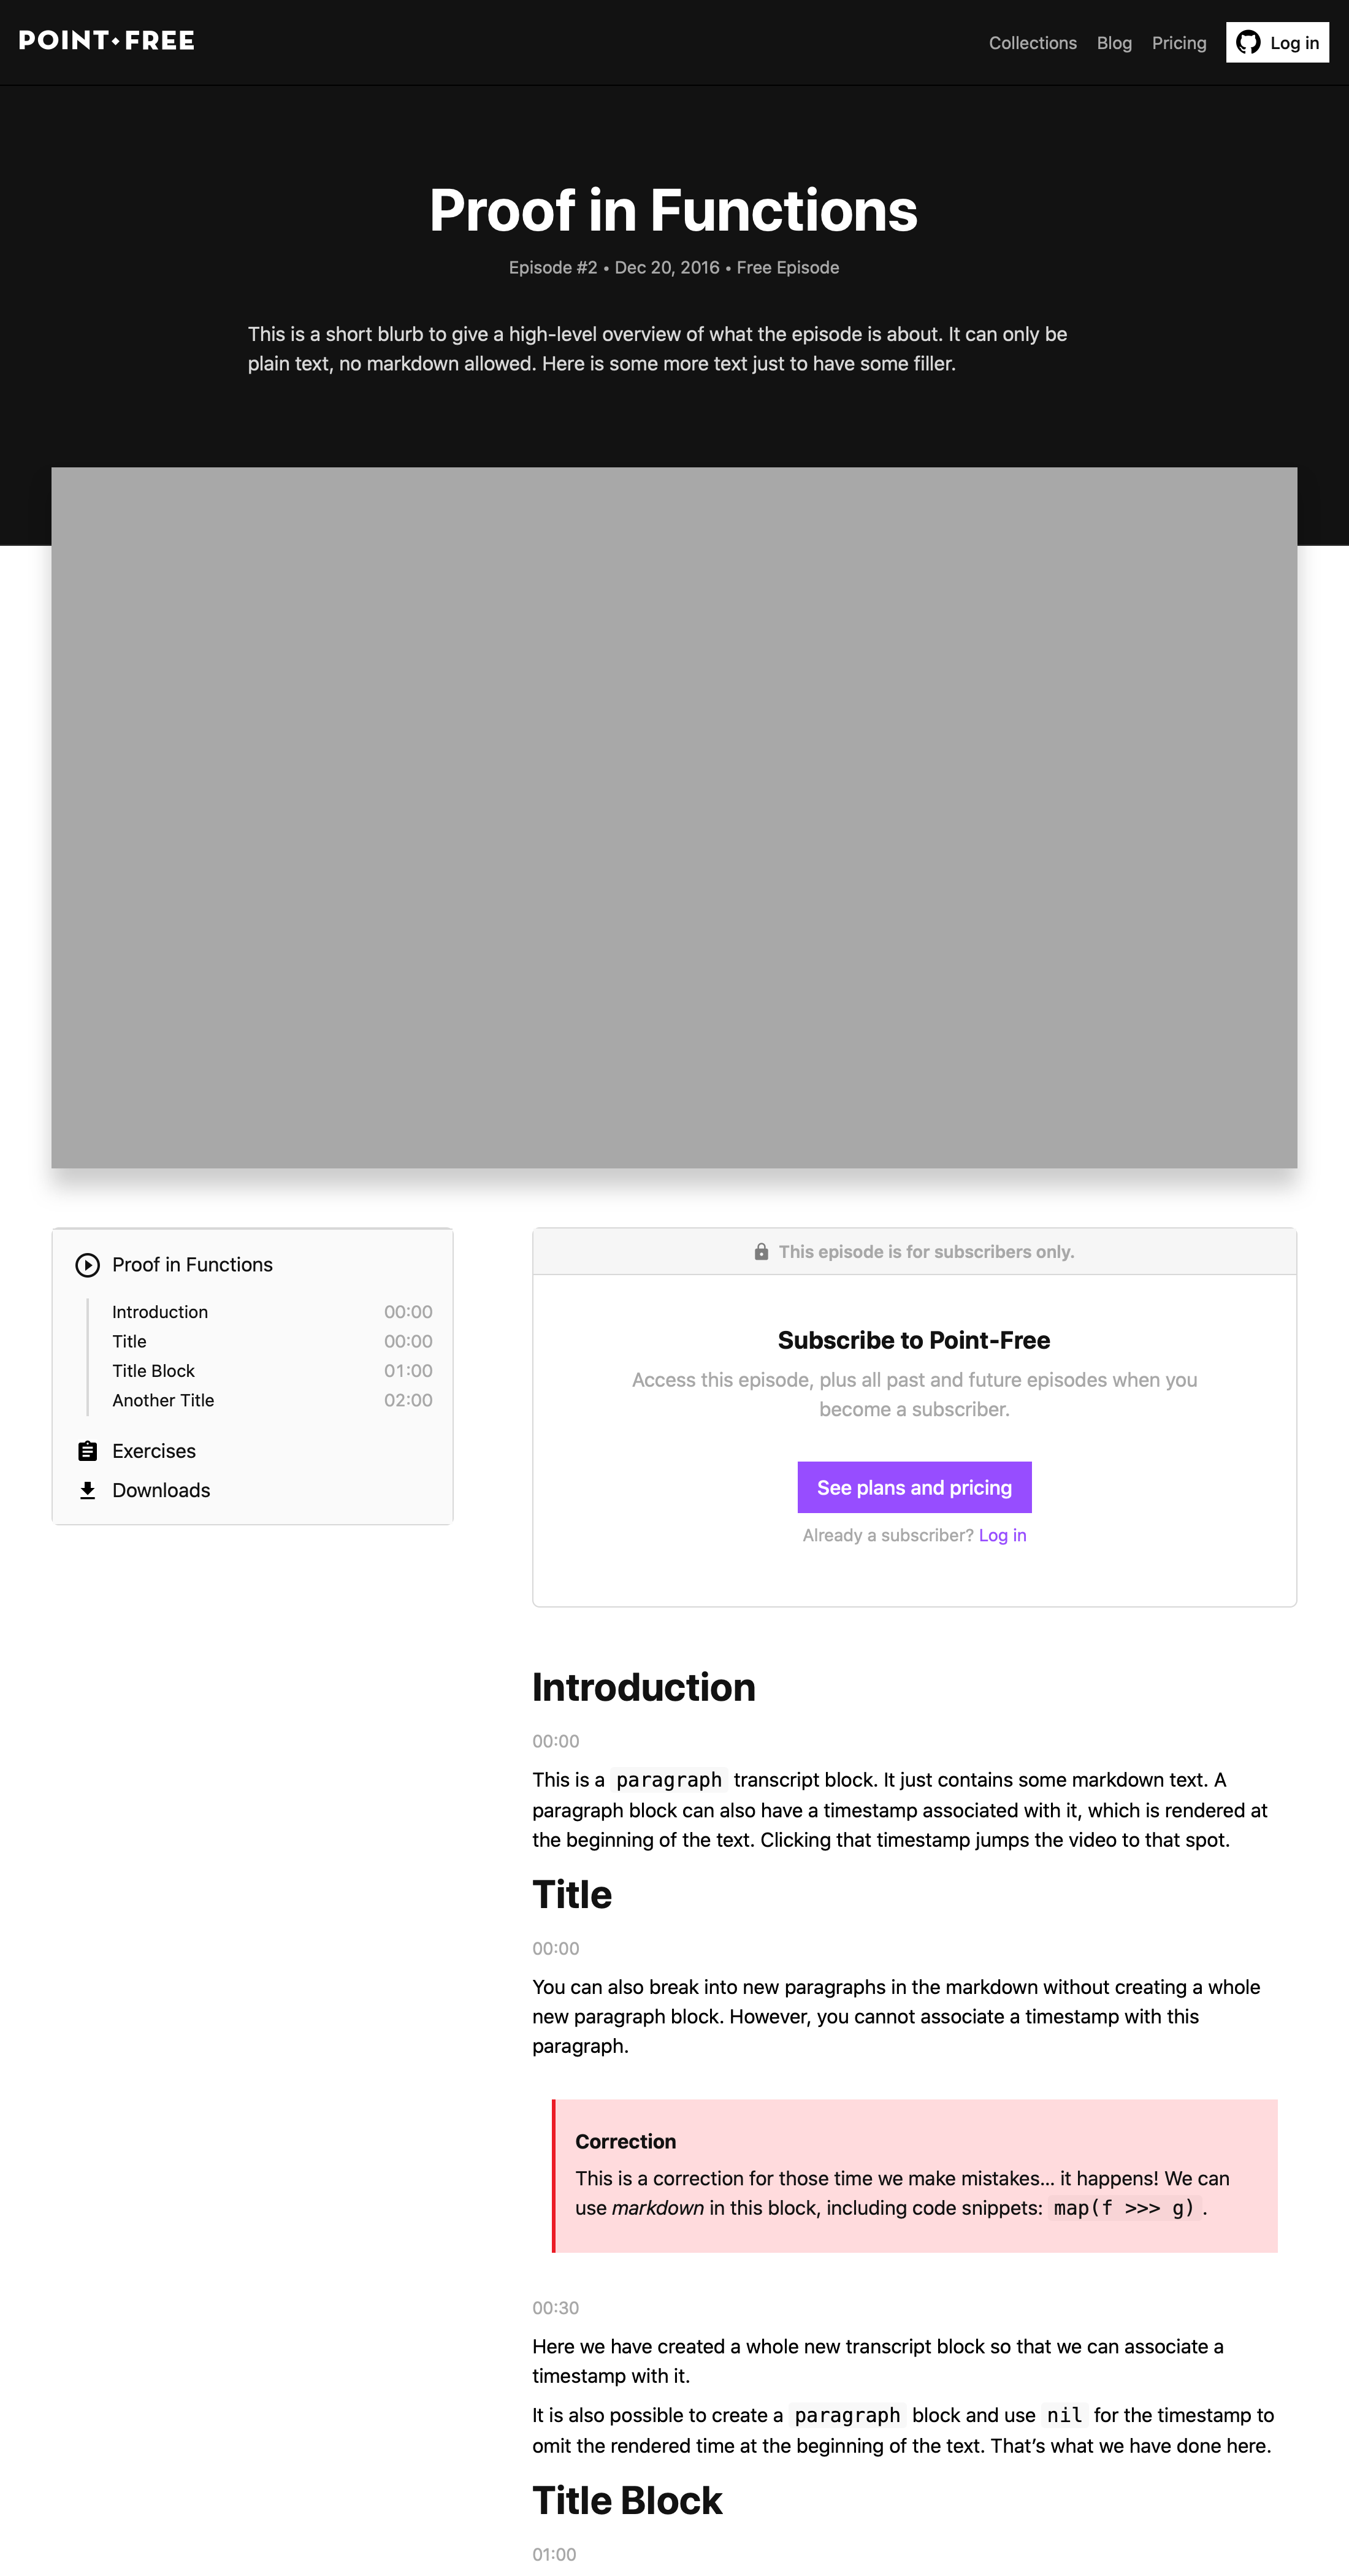 POINT•FREE
Collections Blog Pricing Log in
Proof in Functions
Episode #2 • Dec 20, 2016 • Free Episode
This is a short blurb to give a high-level overview of what the episode is about. It can only be
plain text, no markdown allowed. Here is some more text just to have some filler.
Proof in Functions
Introduction 00:00
Title 00:00
Title Block 01:00
Another Title 02:00
Exercises
Downloads
This episode is for subscribers only.
Subscribe to Point-Free
Access this episode, plus all past and future episodes when you
become a subscriber.
See plans and pricing
Already a subscriber? Log in
Introduction
00:00
This is a paragraph transcript block. It just contains some markdown text. A
paragraph block can also have a timestamp associated with it, which is rendered at
the beginning of the text. Clicking that timestamp jumps the video to that spot.
Title
00:00
You can also break into new paragraphs in the markdown without creating a whole
new paragraph block. However, you cannot associate a timestamp with this
paragraph.
Correction
This is a correction for those time we make mistakes... it happens! We can
use markdown in this block, including code snippets: map(f >>> g).
00:30
Here we have created a whole new transcript block so that we can associate a
timestamp with it.
It is also possible to create a paragraph block and use nil for the timestamp to
omit the rendered time at the beginning of the text. That’s what we have done here.
Title Block
01:00